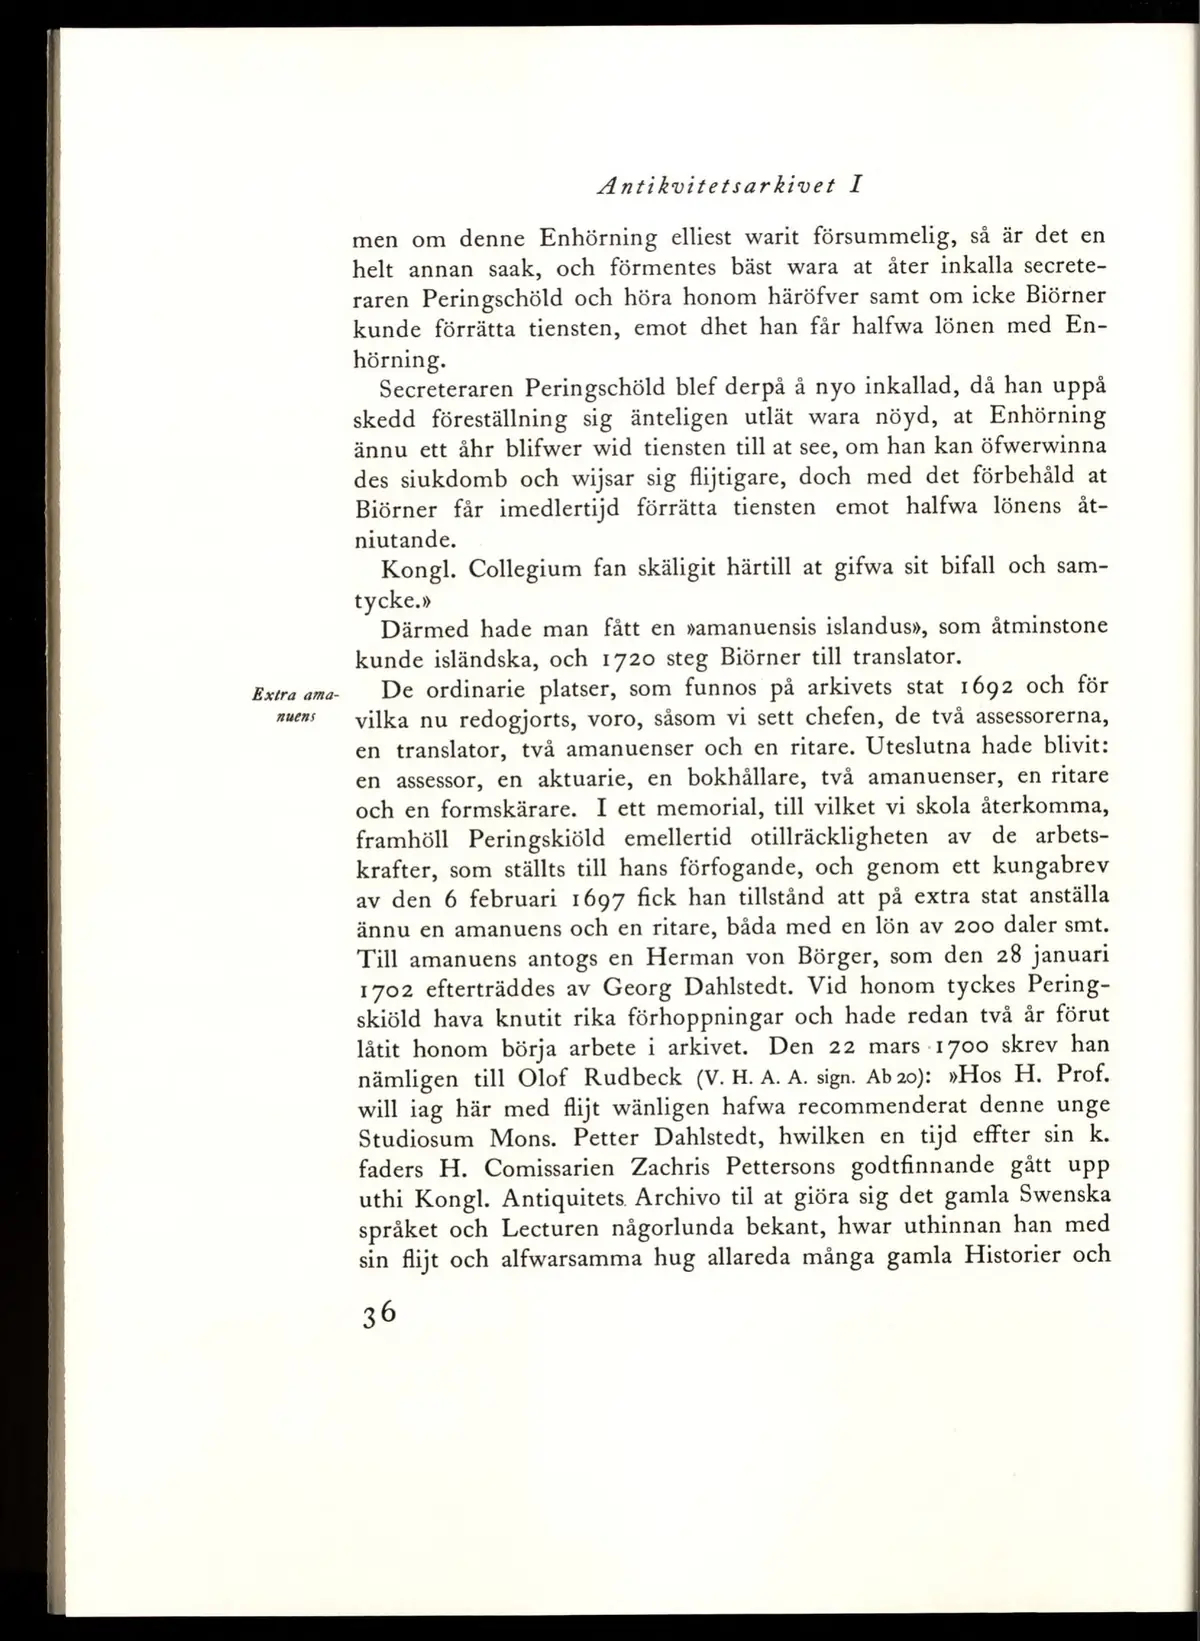 Antikvitetsarkivet I
men om denne Enhörning elliest warit försummelig, så är det en
helt annan saak, och förmentes bäst wara at åter inkalla secrete-
raren Peringschöld och höra honom häröfver samt om icke Biörner
kunde förrätta tiensten, emot dhet han får halfwa lönen med En-
hörning.
Secreteraren Peringschöld blef derpå å nyo inkallad, då han uppå
skedd föreställning sig änteligen utlät wara nöyd, at Enhörning
ännu ett åhr blifwer wid tiensten till at see, om han kan öfwerwinna
des siukdomb och wijsar sig flijtigare, doch med det förbehåld at
Biörner får imedlertijd förrätta tiensten emot halfwa lönens åt-
niutande.
Kongl. Collegium fan skäligit härtill at gifwa sit bifall och sam-
tycke.»
Därmed hade man fått en »amanuensis islandus», som åtminstone
kunde isländska, och 1720 steg Biörner till translator.
Extra ama-
nuens
De ordinarie platser, som funnos på arkivets stat 1692 och för
vilka nu redogjorts, voro, såsom vi sett chefen, de två assessorerna,
en translator, två amanuenser och en ritare. Uteslutna hade blivit:
en assessor, en aktuarie, en bokhållare, två amanuenser, en ritare
och en formskärare. I ett memorial, till vilket vi skola återkomma,
framhöll Peringskiöld emellertid otillräckligheten av de arbets-
krafter, som ställts till hans förfogande, och genom ett kungabrev
av den 6 februari 1697 fick han tillstånd att på extra stat anställa
ännu en amanuens och en ritare, båda med en lön av 200 daler smt.
Till amanuens antogs en Herman von Börger, som den 28 januari
1702 efterträddes av Georg Dahlstedt. Vid honom tyckes Pering-
skiöld hava knutit rika förhoppningar och hade redan två år förut
låtit honom börja arbete i arkivet. Den 22 mars 1700 skrev han
nämligen till Olof Rudbeck (V. H. A. A. sign. Ab 20): »Hos H. Prof.
will iag här med flijt wänligen hafwa recommenderat denne unge
Studiosum Mons. Petter Dahlstedt, hwilken en tijd effter sin k.
faders H. Comissarien Zachris Pettersons godtfinnande gått upp
uthi Kongl. Antiquitets Archivo til at giöra sig det gamla Swenska
språket och Lecturen någorlunda bekant, hwar uthinnan han med
sin flijt och alfwarsamma hug allareda många gamla Historier och
36